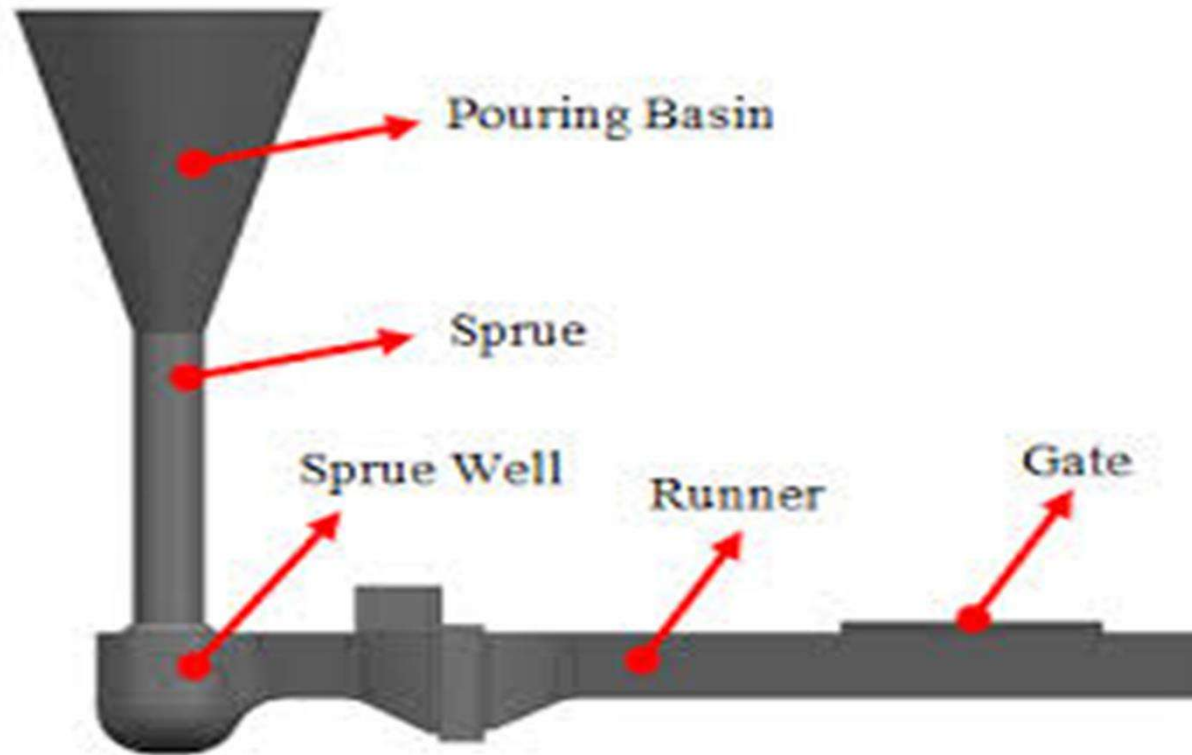 Pouring Basin
Sprue
Sprue Well
Runner
Gate